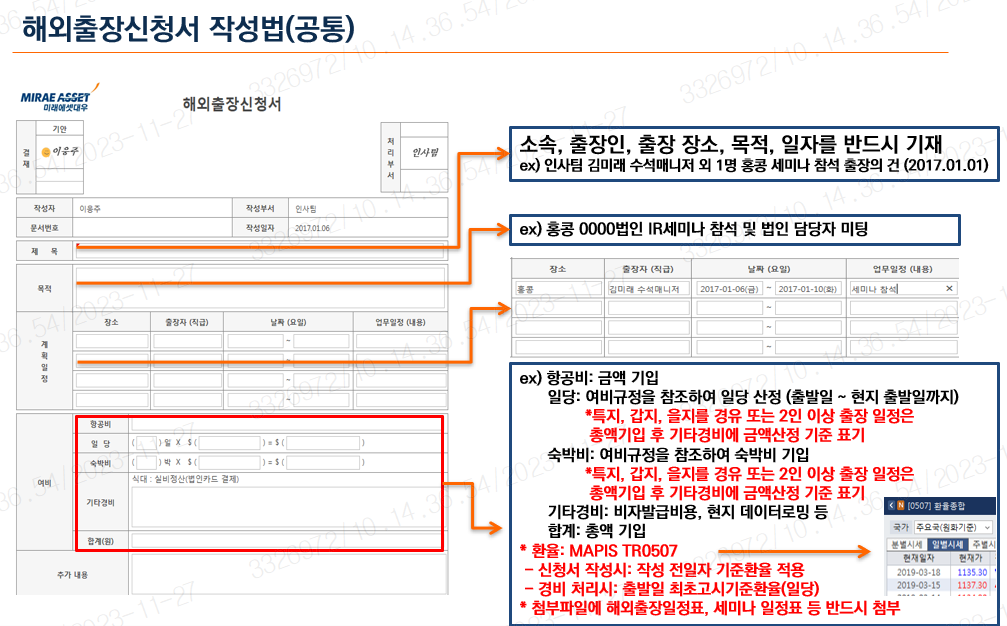 해외출장신청서 작성법(공통)
MIRAE ASSET
미래에셋대우
해외출장신청서
결재
기안
이응주
처리부서
인사팀
작성자 이응주 작성부서 인사팀
문서번호 작성일자 2017.01.06
제 목
목적
계획일정
장소 출장자 (직급) 날짜 (요일) 업무일정 (내용)
~
~
~
~
여비
항공비
일 당 ( ) 일 X $ ( ) = $ ( )
숙박비 ( ) 박 X $ ( ) = $ ( )
기타경비 식대 : 실비정산(법인카드 결제)
합계(원)
추가 내용
소속, 출장인, 출장 장소, 목적, 일자를 반드시 기재
ex) 인사팀 김미래 수석매니저 외 1명 홍콩 세미나 참석 출장의 건 (2017.01.01)
ex) 홍콩 0000법인 IR세미나 참석 및 법인 담당자 미팅
장소 출장자 (직급) 날짜 (요일) 업무일정 (내용)
홍콩 김미래 수석매니저 2017-01-06(금) ~ 2017-01-10(화) 세미나 참석 ✕
~
~
~
ex) 항공비: 금액 기입
일당: 여비규정을 참조하여 일당 산정 (출발일 ~ 현지 출발일까지)
*특지, 갑지, 을지를 경유 또는 2인 이상 출장 일정은
총액기입 후 기타경비에 금액산정 기준 표기
숙박비: 여비규정을 참조하여 숙박비 기입
*특지, 갑지, 을지를 경유 또는 2인 이상 출장 일정은
총액기입 후 기타경비에 금액산정 기준 표기
기타경비: 비자발급비용, 현지 데이터로밍 등
합계: 총액 기입
* 환율: MAPIS TR0507
– 신청서 작성시: 작성 전일자 기준환율 적용
– 경비 처리시: 출발일 최초고시기준환율(일당)
* 첨부파일에 해외출장일정표, 세미나 일정표 등 반드시 첨부
N [0507] 환율종합
국가 주요국(원화기준)
분별시세 일별시세 주별시
현재일자 현재가
2019-03-18 1135.30
2019-03-15 1137.30
3326972/10.14.36.54/2023-11-27